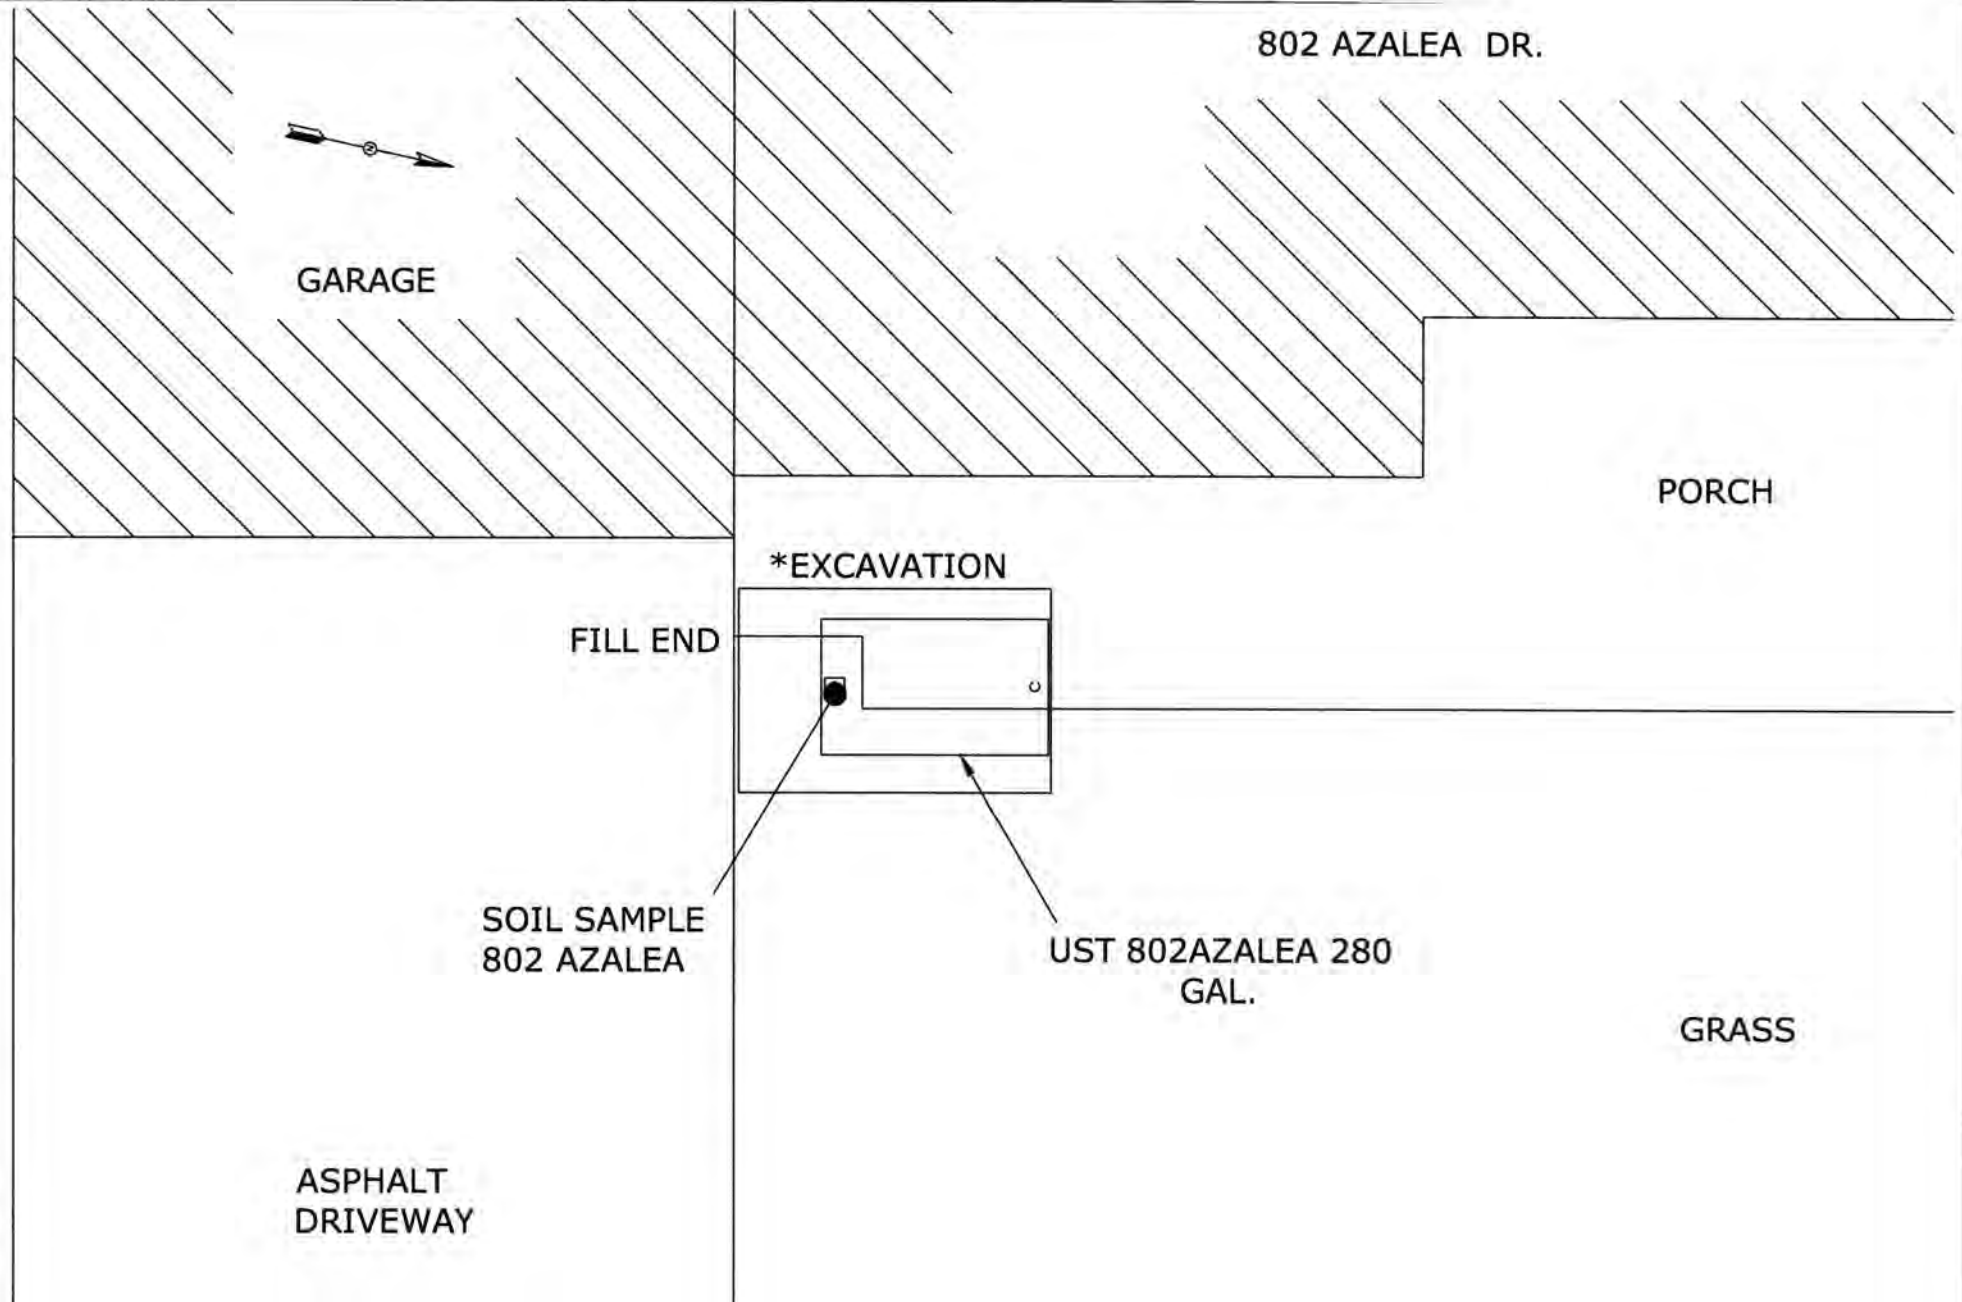 802 AZALEA DR.
N
GARAGE
PORCH
*EXCAVATION
FILL END
C
SOIL SAMPLE
802 AZALEA
UST 802AZALEA 280
GAL.
GRASS
ASPHALT
DRIVEWAY